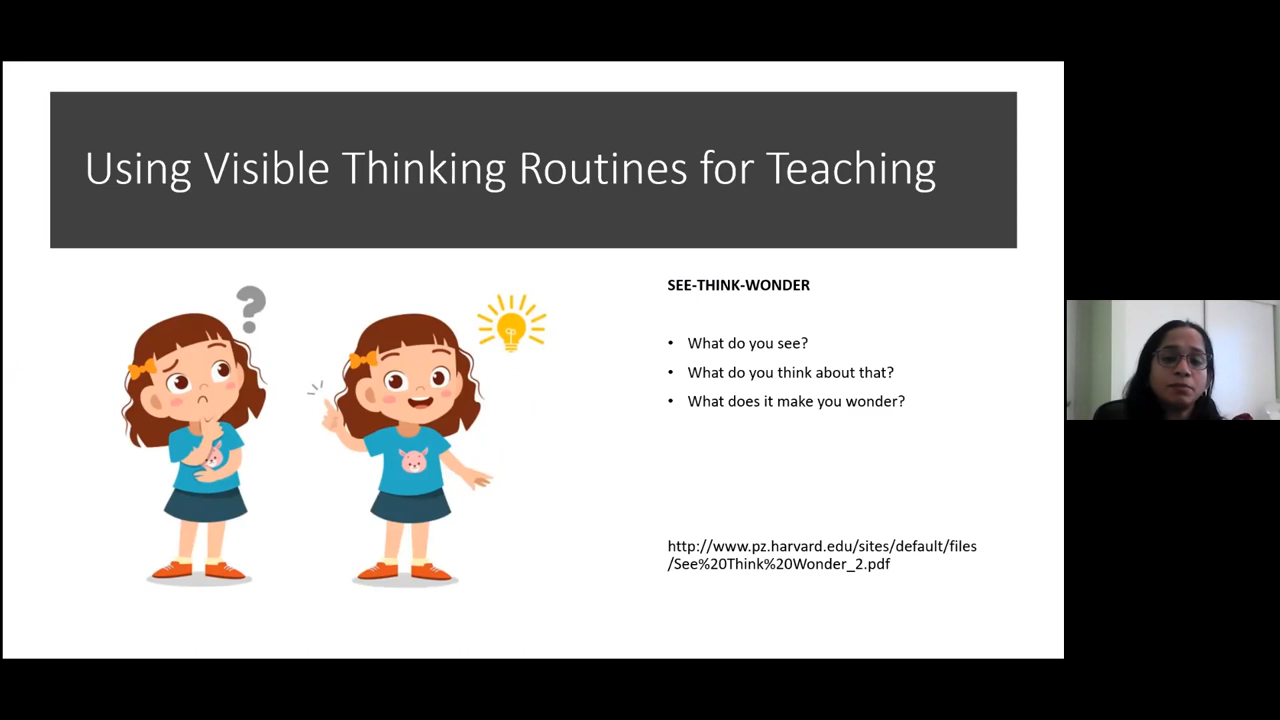 Using Visible Thinking Routines for Teaching
SEE-THINK-WONDER
• What do you see?
• What do you think about that?
• What does it make you wonder?
http://www.pz.harvard.edu/sites/default/files
/See%20Think%20Wonder_2.pdf